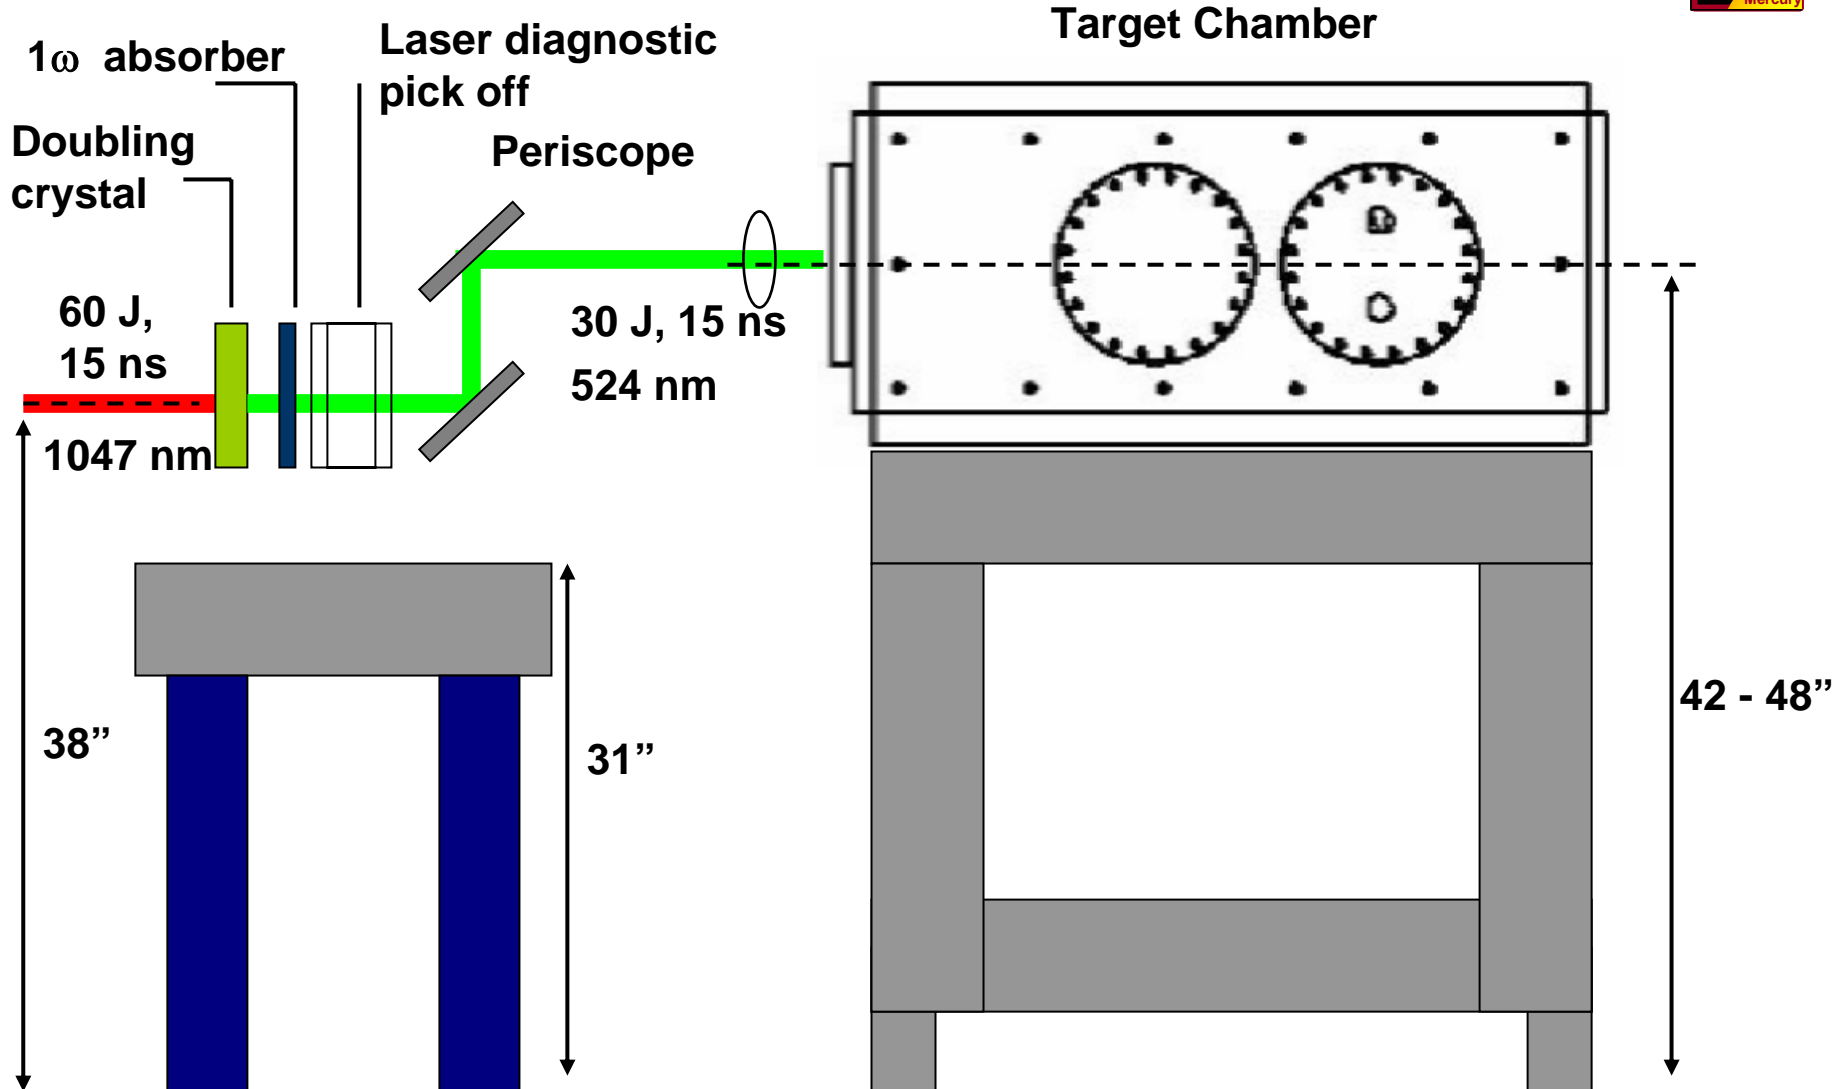 Mercury
Target Chamber
Laser diagnostic
pick off
1ω absorber
Doubling
crystal
Periscope
60 J,
15 ns
1047 nm
30 J, 15 ns
524 nm
38”
31”
42 - 48”